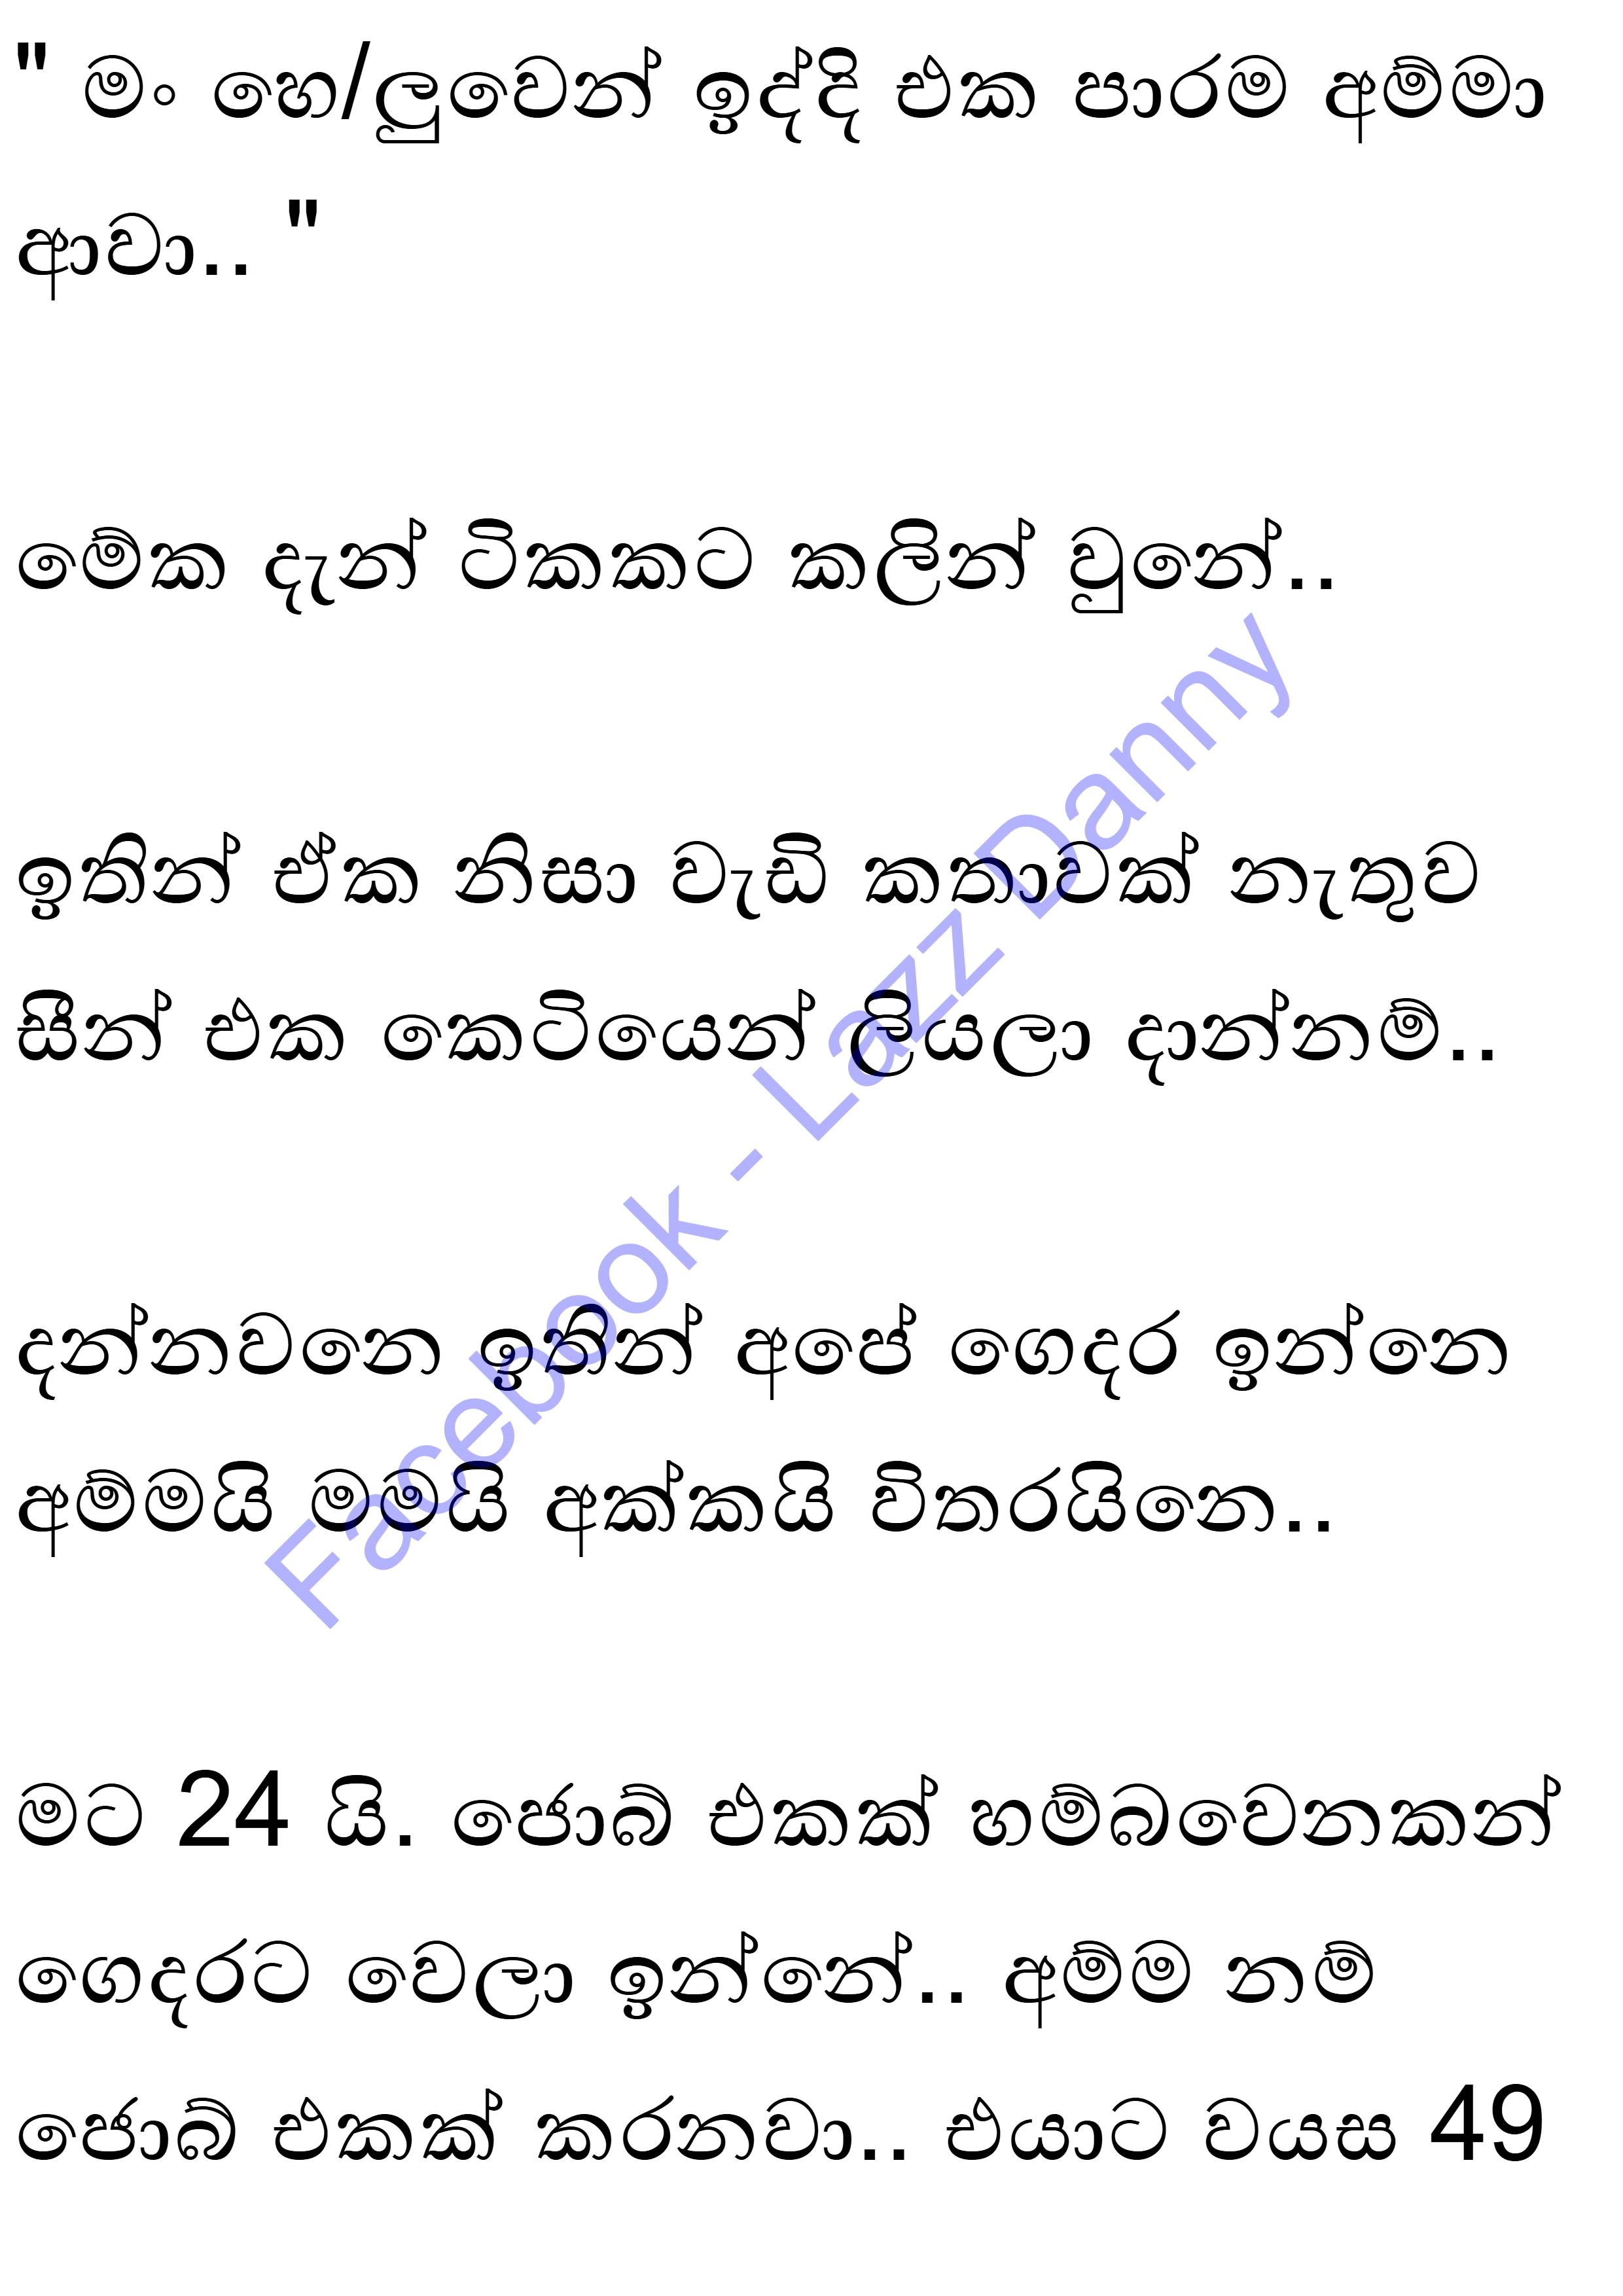 " මං හෙ/ලුවෙන් ඉද්දි එක පාරම අම්මා
ආවා.. "
මේක දැන් ටිකකට කලින් වුනේ..
ඉතින් ඒක නිසා වැඩි කතාවක් නැතුව
සීන් එක කෙටියෙන් ලියලා දාන්නම්..
දන්නවනෙ ඉතින් අපේ ගෙදර ඉන්නෙ
අම්මයි මමයි අක්කයි විතරයිනෙ..
මට 24 යි. ජොබ් එකක් හම්බවෙනකන්
ගෙදරට වෙලා ඉන්නේ.. අම්ම නම්
ජොබ් එකක් කරනවා.. එයාට වයස 49
Facebook - Lazz Danny